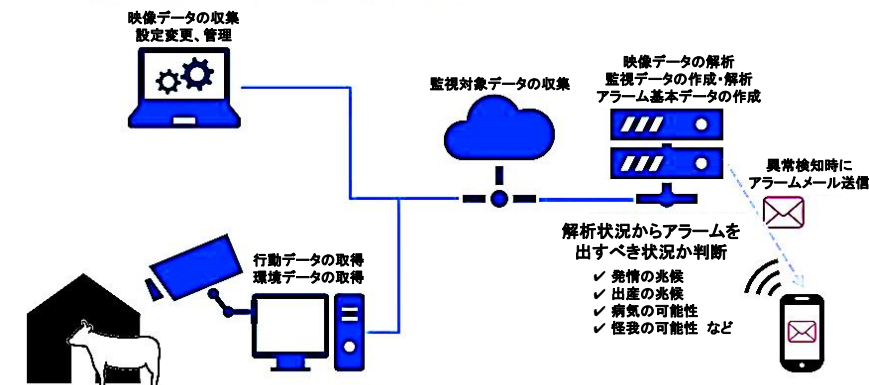 映像データの収集
設定変更、管理
監視対象データの収集
映像データの解析
監視データの作成・解析
アラーム基本データの作成
異常検知時に
アラームメール送信
行動データの取得
環境データの取得
解析状況からアラームを
出すべき状況か判断
✔ 発情の兆候
✔ 出産の兆候
✔ 病気の可能性
✔ 怪我の可能性 など